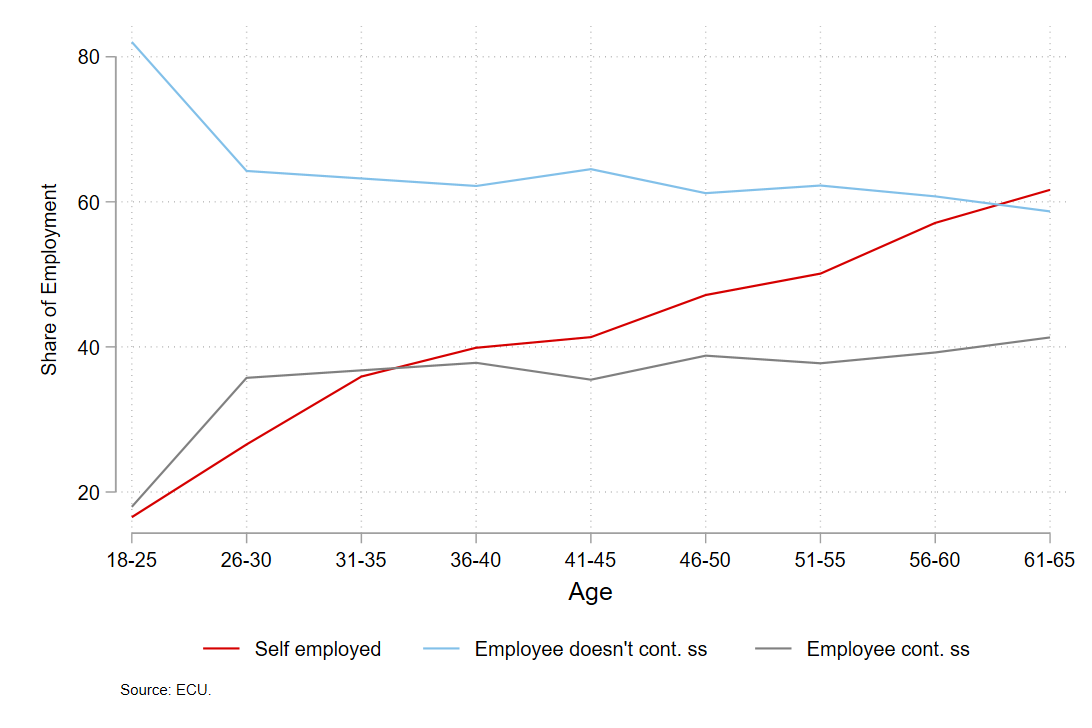 Share of Employment
80
60
40
20
18-25 26-30 31-35 36-40 41-45 46-50 51-55 56-60 61-65
Age
Self employed Employee doesn't cont. ss Employee cont. ss
Source: ECU.